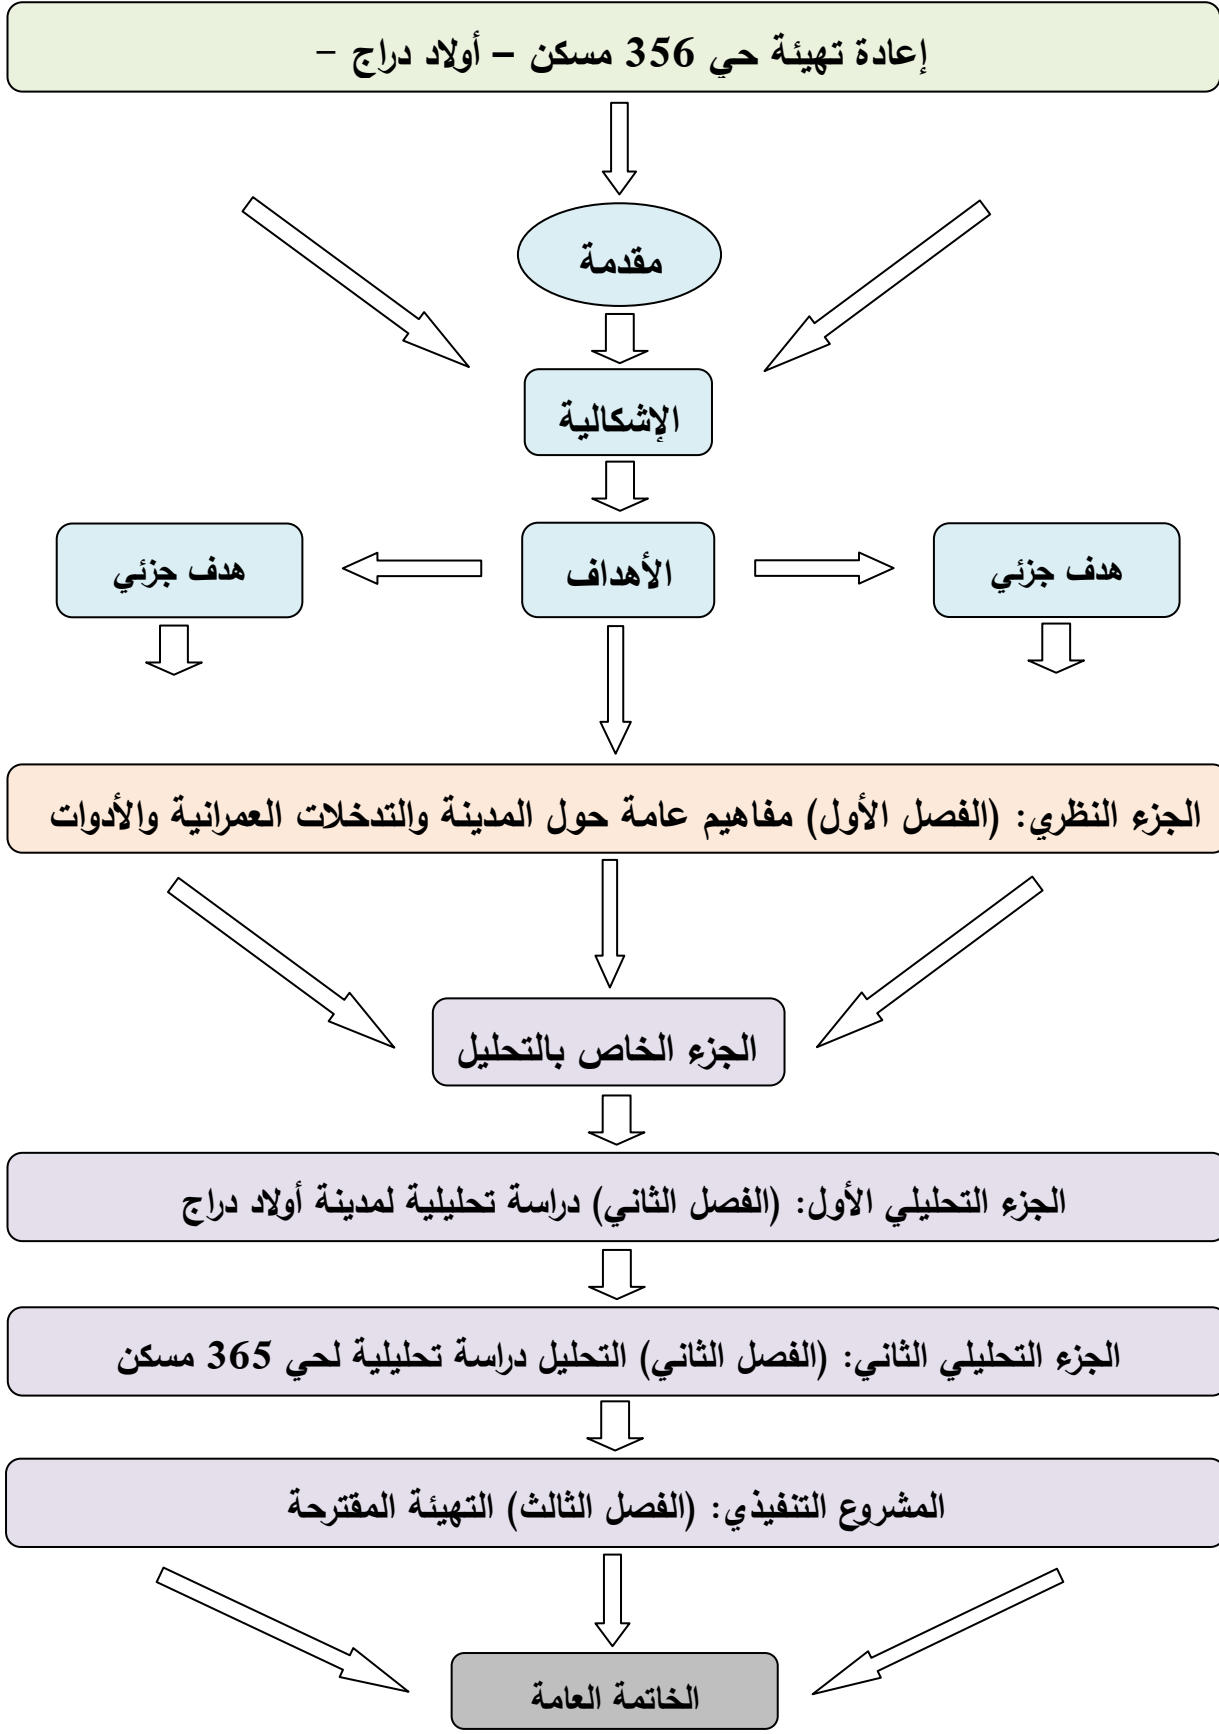 إعادة تهيئة حي 356 مسكن – أولاد دراج –
مقدمة
الإشكالية
الأهداف
هدف جزئي
هدف جزئي
الجزء النظري: (الفصل الأول) مفاهيم عامة حول المدينة والتدخلات العمرانية والأدوات
الجزء الخاص بالتحليل
الجزء التحليلي الأول: (الفصل الثاني) دراسة تحليلية لمدينة أولاد دراج
الجزء التحليلي الثاني: (الفصل الثاني) التحليل دراسة تحليلية لحي 365 مسكن
المشروع التنفيذي: (الفصل الثالث) التهيئة المقترحة
الخاتمة العامة